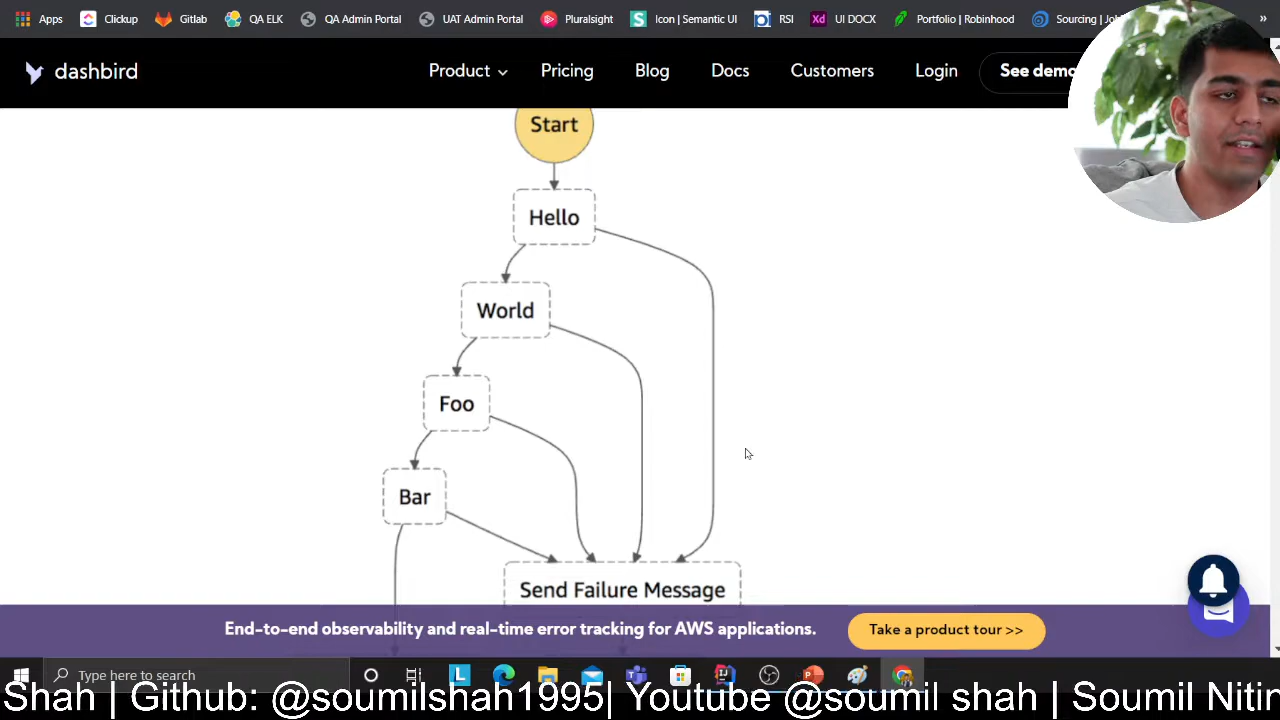 Apps Clickup Gitlab QA ELK QA Admin Portal UAT Admin Portal Pluralsight Icon | Semantic UI RSI UI DOCX Portfolio | Robinhood Sourcing | Jo »
dashbird Product Pricing Blog Docs Customers Login See demo
Start
Hello
World
Foo
Bar
Send Failure Message
End-to-end observability and real-time error tracking for AWS applications. Take a product tour >>
Type here to search
Shah | Github: @soumilshah1995| Youtube @soumil shah | Soumil Nitin